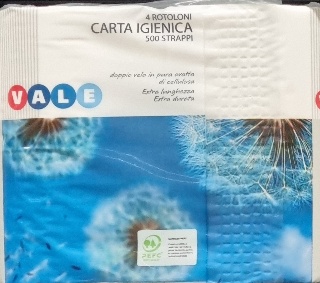 4 ROTOLONI
CARTA IGIENICA
500 STRAPPI
doppio velo in pura ovatta
di cellulosa
Extra lunghezza
Extra durata
VALE
PEFC